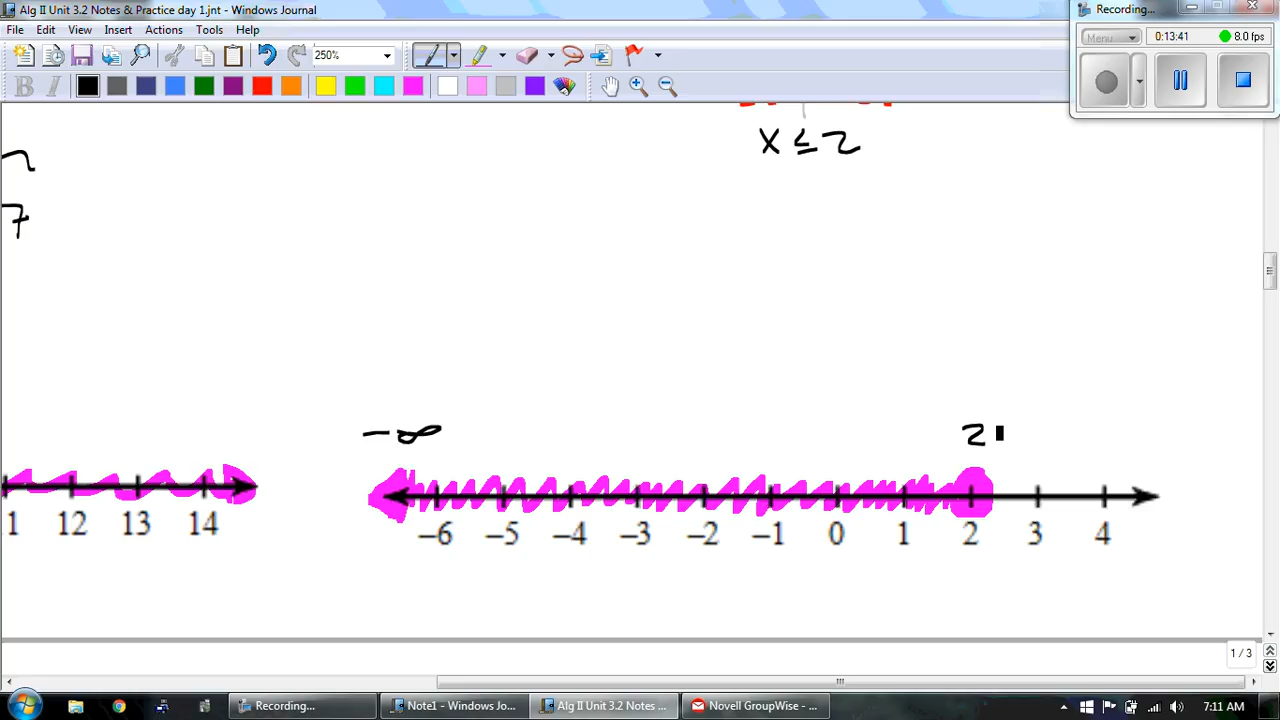 Alg II Unit 3.2 Notes & Practice day 1.jnt - Windows Journal
Recording...
File Edit View Insert Actions Tools Help
Menu 0:13:41 8.0 fps
250%
B I
x ≤ 2
7
-∞ 2
1 12 13 14
–6 –5 –4 –3 –2 –1 0 1 2 3 4
1 / 3
Recording...
Note1 - Windows Jo...
Alg II Unit 3.2 Notes ...
Novell GroupWise - ...
7:11 AM